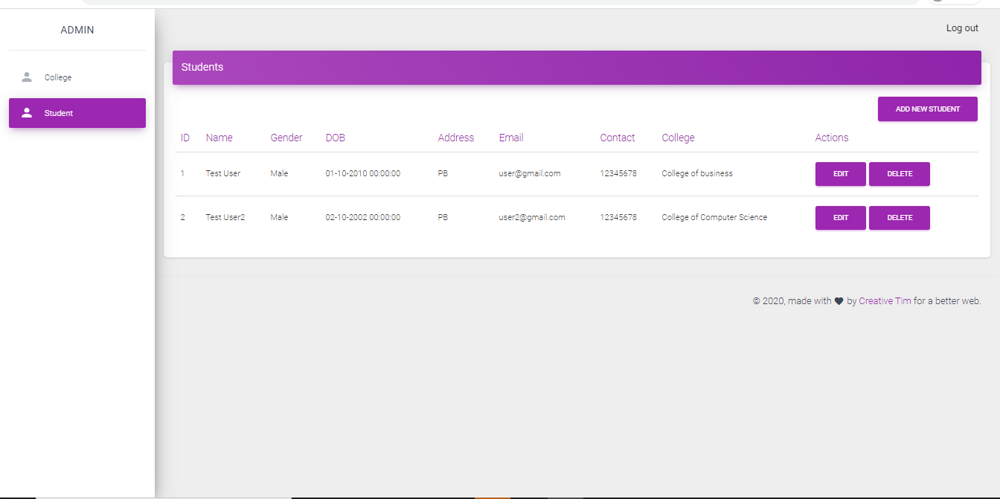 ADMIN
Log out
College
Student
Students
ADD NEW STUDENT
ID Name Gender DOB Address Email Contact College Actions
1 Test User Male 01-10-2010 00:00:00 PB user@gmail.com 12345678 College of business EDIT DELETE
2 Test User2 Male 02-10-2002 00:00:00 PB user2@gmail.com 12345678 College of Computer Science EDIT DELETE
© 2020, made with ♥ by Creative Tim for a better web.